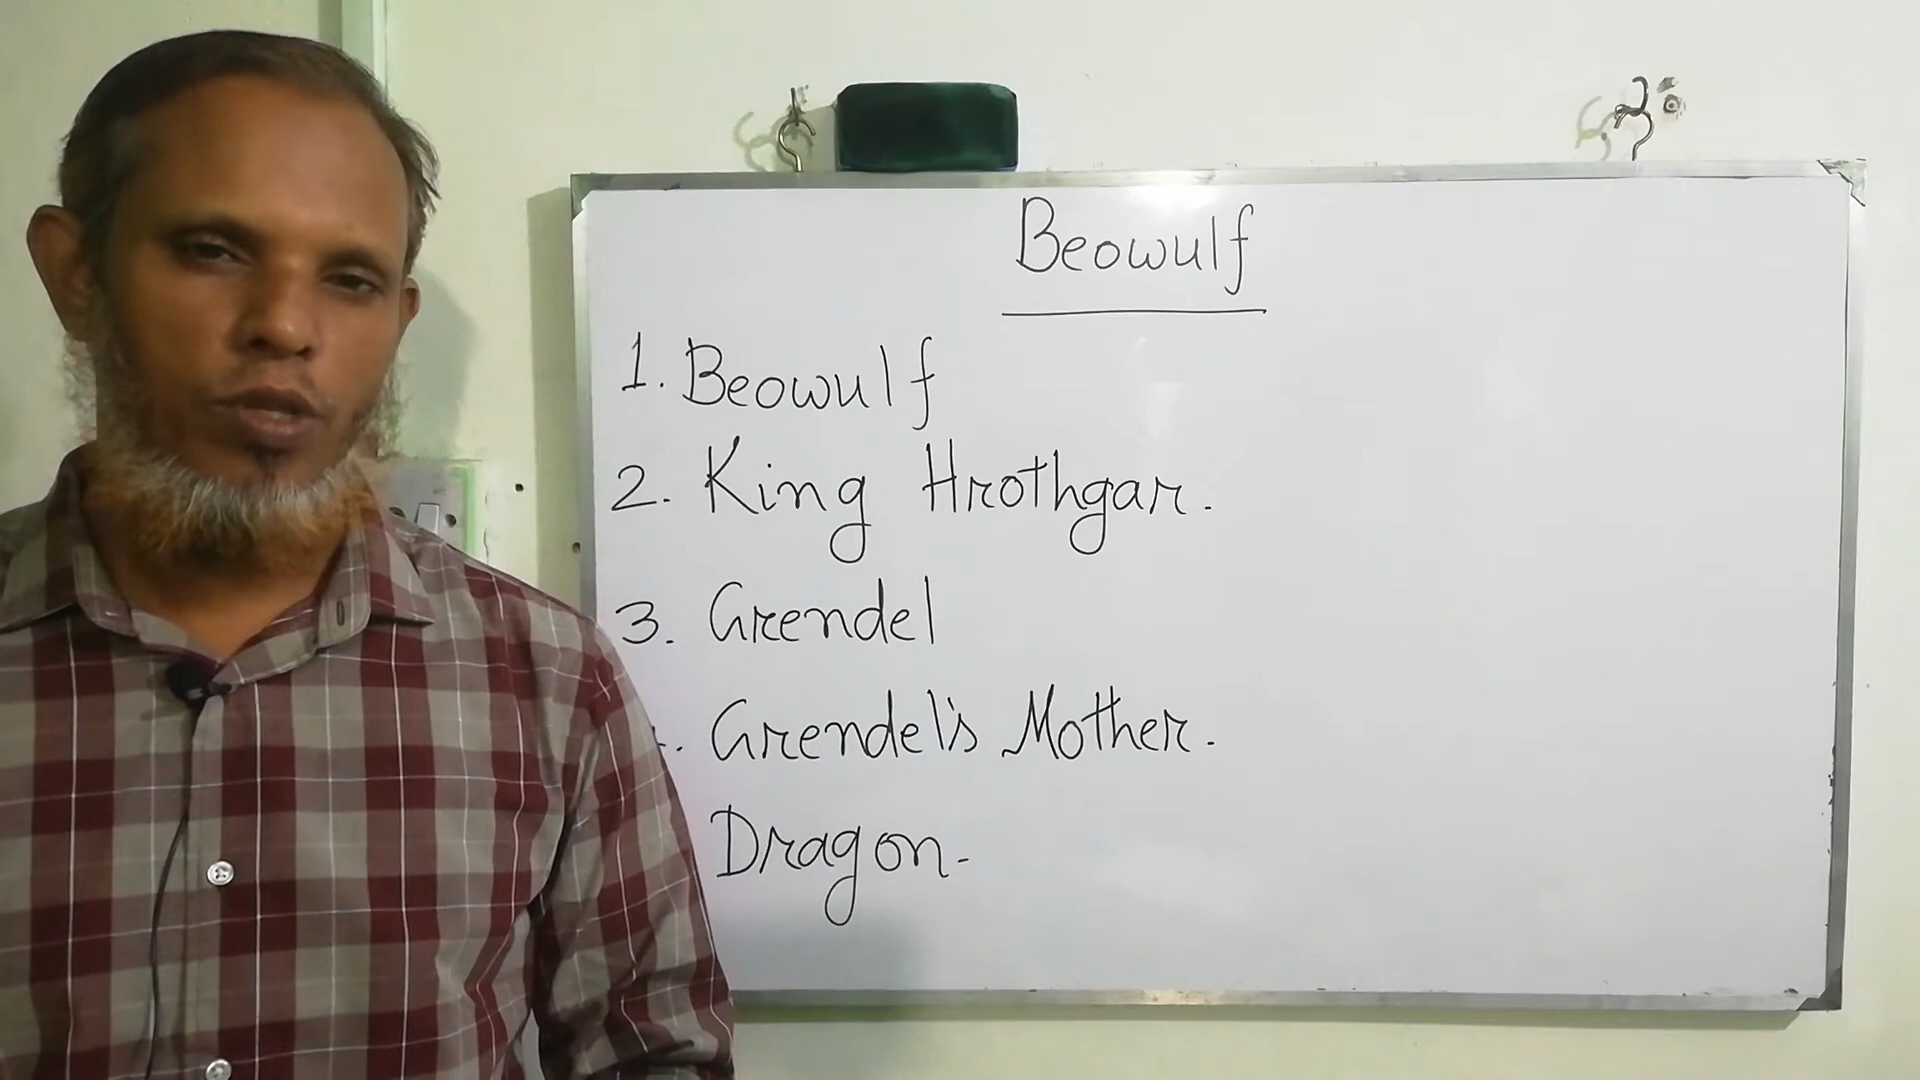 Beowulf
1. Beowulf
2. King Hrothgar.
3. Grendel
. Grendel's Mother.
Dragon.